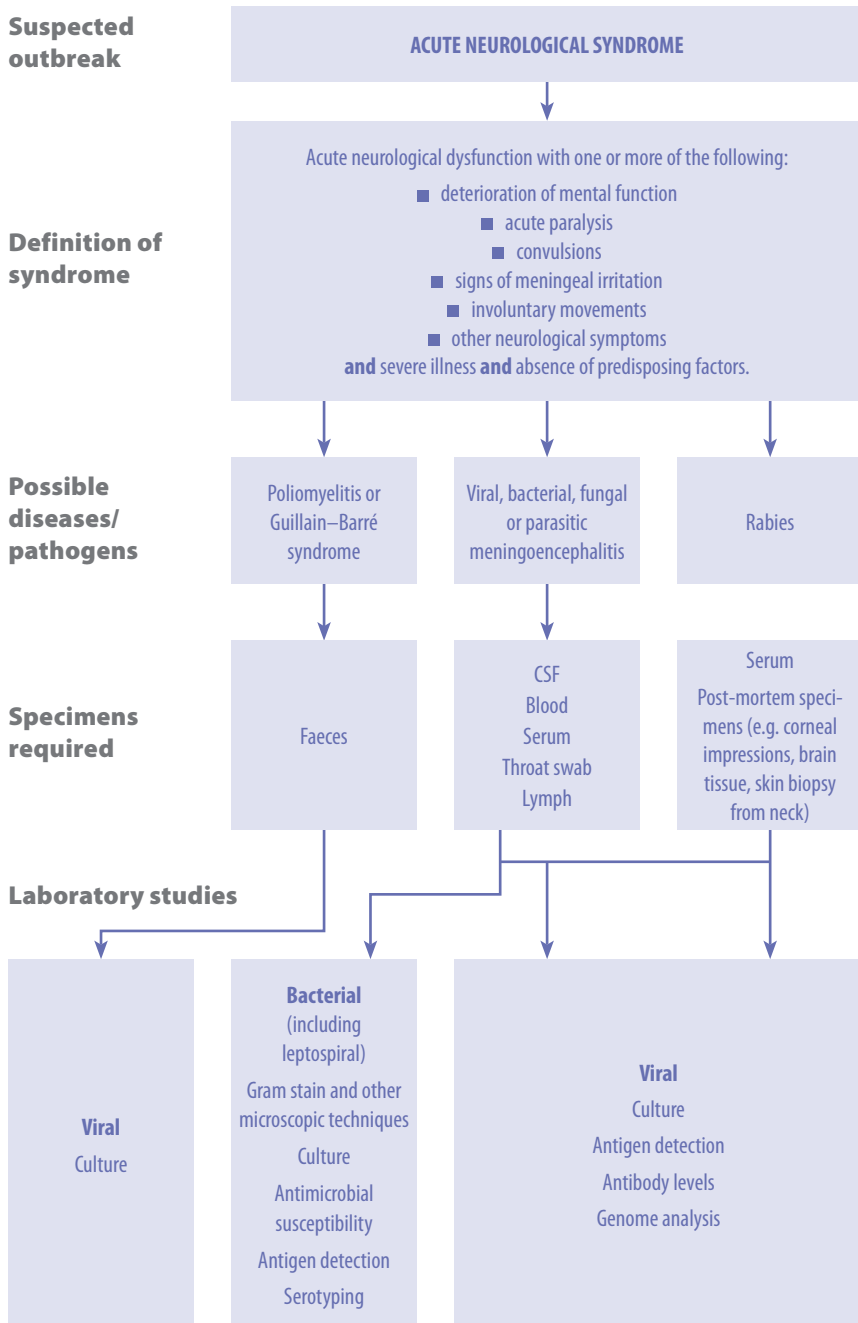 Suspected
outbreak
ACUTE NEUROLOGICAL SYNDROME
Definition of
syndrome
Acute neurological dysfunction with one or more of the following:
■ deterioration of mental function
■ acute paralysis
■ convulsions
■ signs of meningeal irritation
■ involuntary movements
■ other neurological symptoms
and severe illness and absence of predisposing factors.
Possible
diseases/
pathogens
Poliomyelitis or
Guillain–Barré
syndrome
Viral, bacterial, fungal
or parasitic
meningoencephalitis
Rabies
Specimens
required
Faeces
CSF
Blood
Serum
Throat swab
Lymph
Serum
Post-mortem speci-
mens (e.g. corneal
impressions, brain
tissue, skin biopsy
from neck)
Laboratory studies
Viral
Culture
Bacterial
(including
leptospiral)
Gram stain and other
microscopic techniques
Culture
Antimicrobial
susceptibility
Antigen detection
Serotyping
Viral
Culture
Antigen detection
Antibody levels
Genome analysis